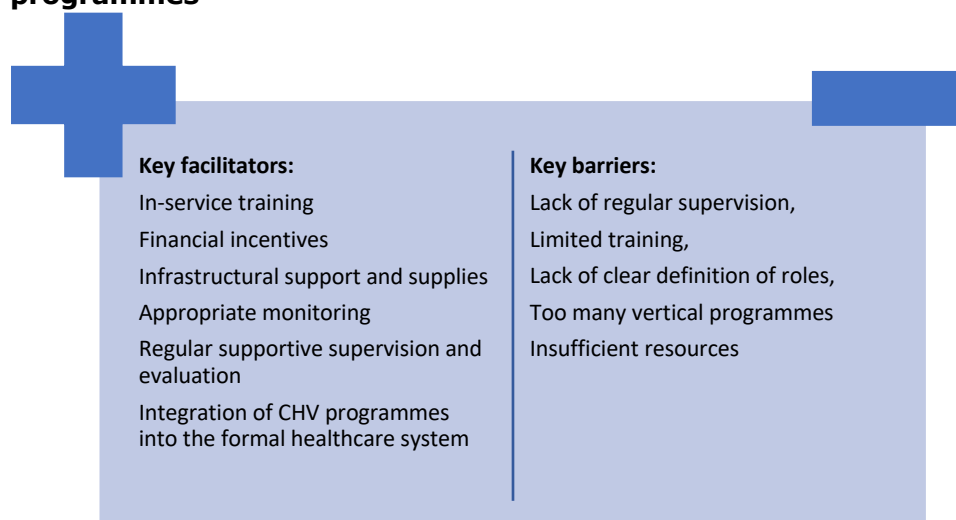 programmes
Key facilitators:
In-service training
Financial incentives
Infrastructural support and supplies
Appropriate monitoring
Regular supportive supervision and
evaluation
Integration of CHV programmes
into the formal healthcare system
Key barriers:
Lack of regular supervision,
Limited training,
Lack of clear definition of roles,
Too many vertical programmes
Insufficient resources